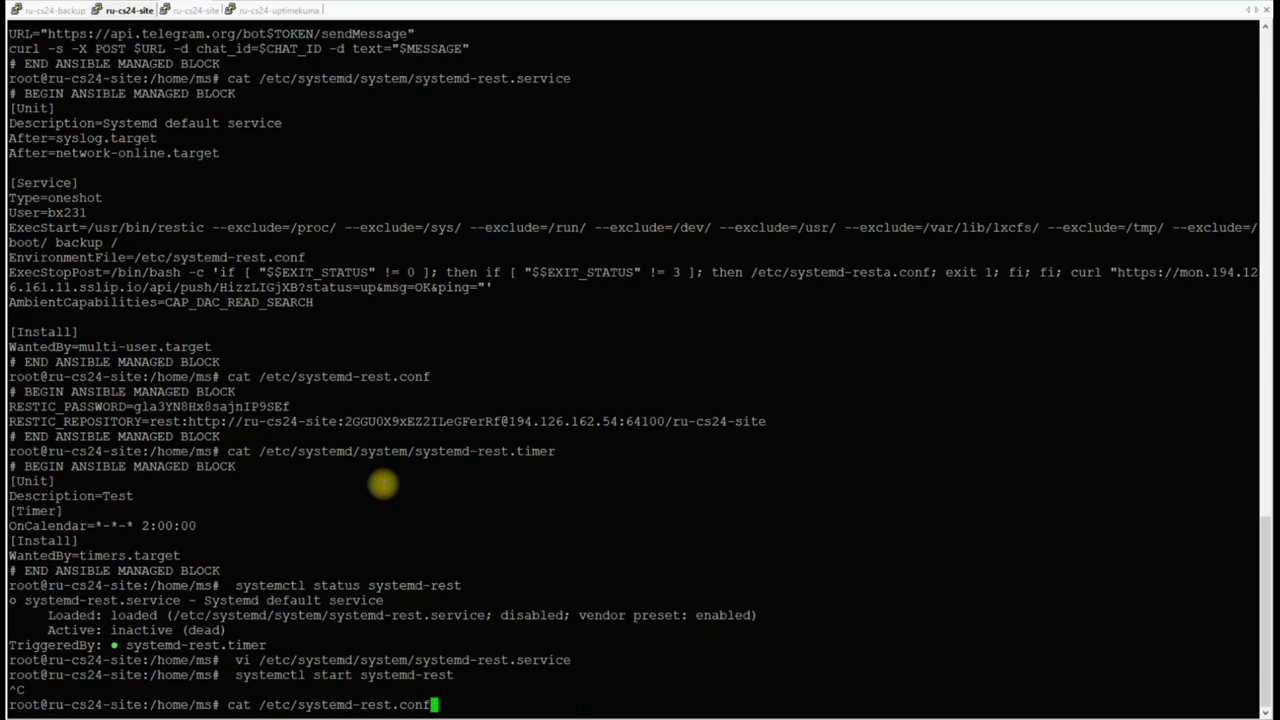 ru-cs24-backup ru-cs24-site ru-cs24-site ru-cs24-uptimekuma
URL="https://api.telegram.org/bot$TOKEN/sendMessage"
curl -s -X POST $URL -d chat_id=$CHAT_ID -d text="$MESSAGE"
# END ANSIBLE MANAGED BLOCK
root@ru-cs24-site:/home/ms# cat /etc/systemd/system/systemd-rest.service
# BEGIN ANSIBLE MANAGED BLOCK
[Unit]
Description=Systemd default service
After=syslog.target
After=network-online.target
[Service]
Type=oneshot
User=bx231
ExecStart=/usr/bin/restic --exclude=/proc/ --exclude=/sys/ --exclude=/run/ --exclude=/dev/ --exclude=/usr/ --exclude=/var/lib/lxcfs/ --exclude=/tmp/ --exclude=/
boot/ backup /
EnvironmentFile=/etc/systemd-rest.conf
ExecStopPost=/bin/bash -c 'if [ "$$EXIT_STATUS" != 0 ]; then if [ "$$EXIT_STATUS" != 3 ]; then /etc/systemd-resta.conf; exit 1; fi; fi; curl "https://mon.194.12
6.161.11.sslip.io/api/push/HizzLIGjXB?status=up&msg=OK&ping="'
AmbientCapabilities=CAP_DAC_READ_SEARCH
[Install]
WantedBy=multi-user.target
# END ANSIBLE MANAGED BLOCK
root@ru-cs24-site:/home/ms# cat /etc/systemd-rest.conf
# BEGIN ANSIBLE MANAGED BLOCK
RESTIC_PASSWORD=gla3YN8Hx8sajnIP9SEf
RESTIC_REPOSITORY=rest:http://ru-cs24-site:2GGU0X9xEZ2ILeGFerRf@194.126.162.54:64100/ru-cs24-site
# END ANSIBLE MANAGED BLOCK
root@ru-cs24-site:/home/ms# cat /etc/systemd/system/systemd-rest.timer
# BEGIN ANSIBLE MANAGED BLOCK
[Unit]
Description=Test
[Timer]
OnCalendar=*-*-* 2:00:00
[Install]
WantedBy=timers.target
# END ANSIBLE MANAGED BLOCK
root@ru-cs24-site:/home/ms#  systemctl status systemd-rest
○ systemd-rest.service - Systemd default service
Loaded: loaded (/etc/systemd/system/systemd-rest.service; disabled; vendor preset: enabled)
Active: inactive (dead)
TriggeredBy: ● systemd-rest.timer
root@ru-cs24-site:/home/ms#  vi /etc/systemd/system/systemd-rest.service
root@ru-cs24-site:/home/ms#  systemctl start systemd-rest
^C
root@ru-cs24-site:/home/ms# cat /etc/systemd-rest.conf